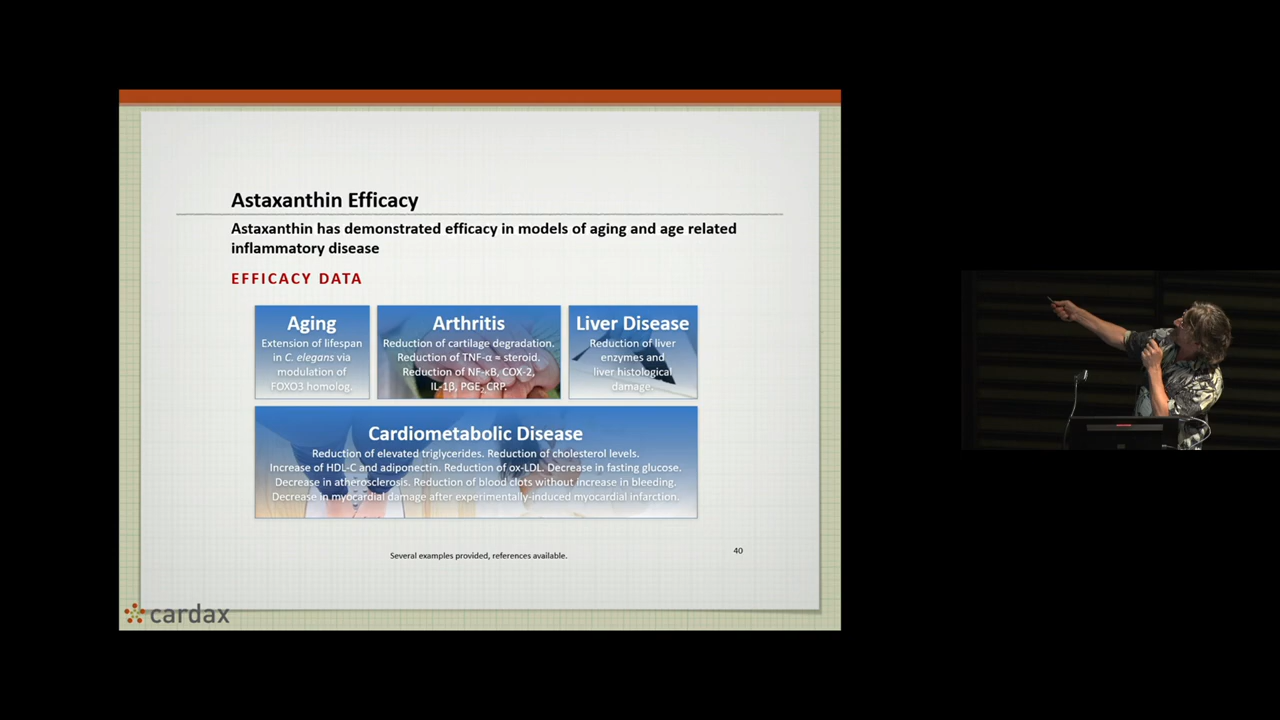 Astaxanthin Efficacy
Astaxanthin has demonstrated efficacy in models of aging and age related
inflammatory disease
EFFICACY DATA
Aging
Extension of lifespan
in C. elegans via
modulation of
FOXO3 homolog.
Arthritis
Reduction of cartilage degradation.
Reduction of TNF-α ≈ steroid.
Reduction of NF-κB, COX-2,
IL-1β, PGE2 CRP.
Liver Disease
Reduction of liver
enzymes and
liver histological
damage.
Cardiometabolic Disease
Reduction of elevated triglycerides. Reduction of cholesterol levels.
Increase of HDL-C and adiponectin. Reduction of ox-LDL. Decrease in fasting glucose.
Decrease in atherosclerosis. Reduction of blood clots without increase in bleeding.
Decrease in myocardial damage after experimentally-induced myocardial infarction.
Several examples provided, references available.
40
cardax